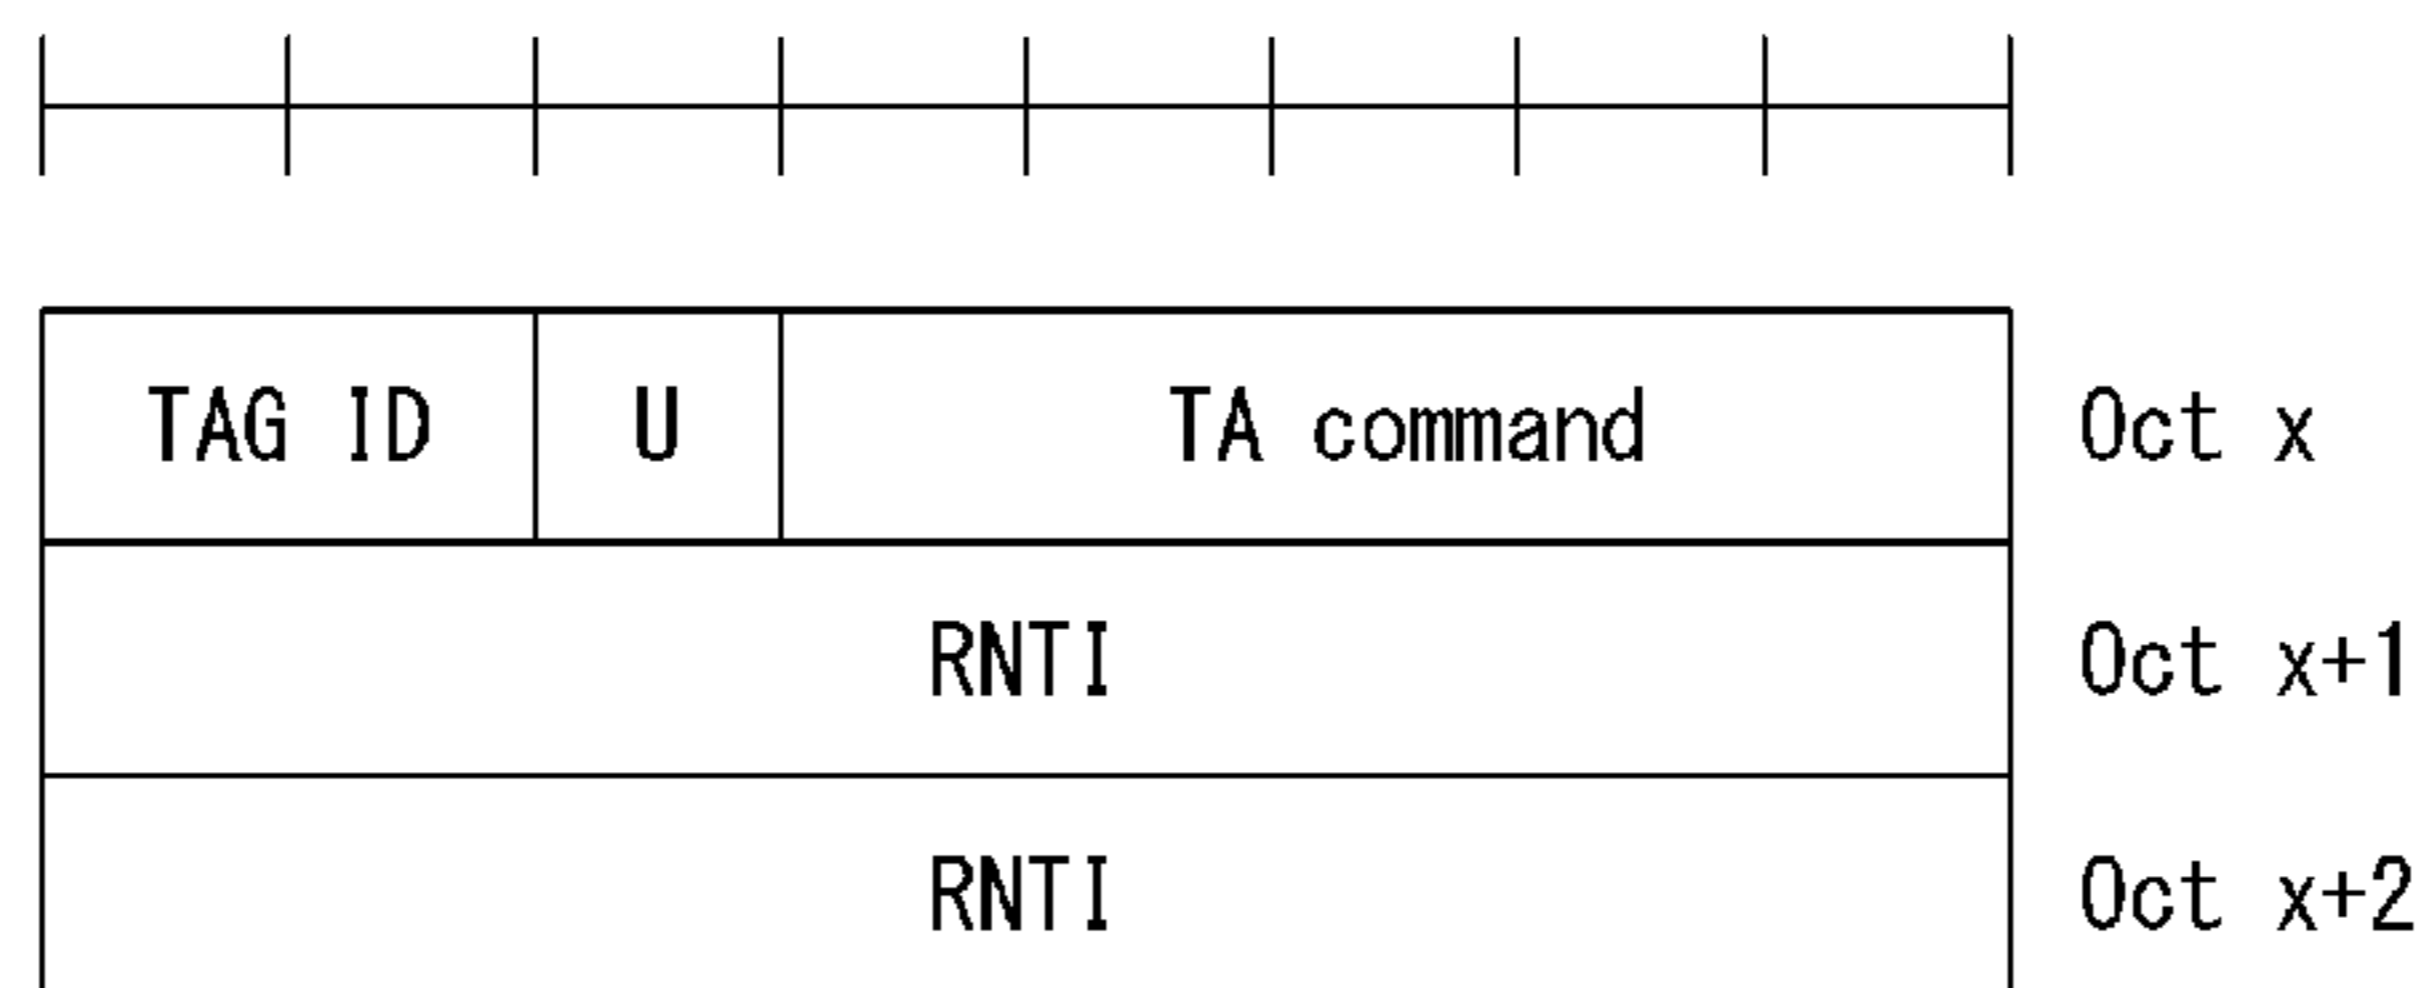 TAG ID U TA command Oct x
RNTI Oct x+1
RNTI Oct x+2